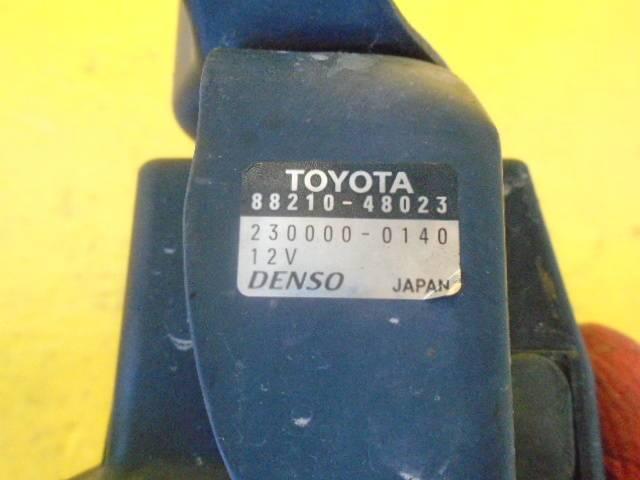 TOYOTA
88210-48023
230000-0140
12V
DENSO JAPAN